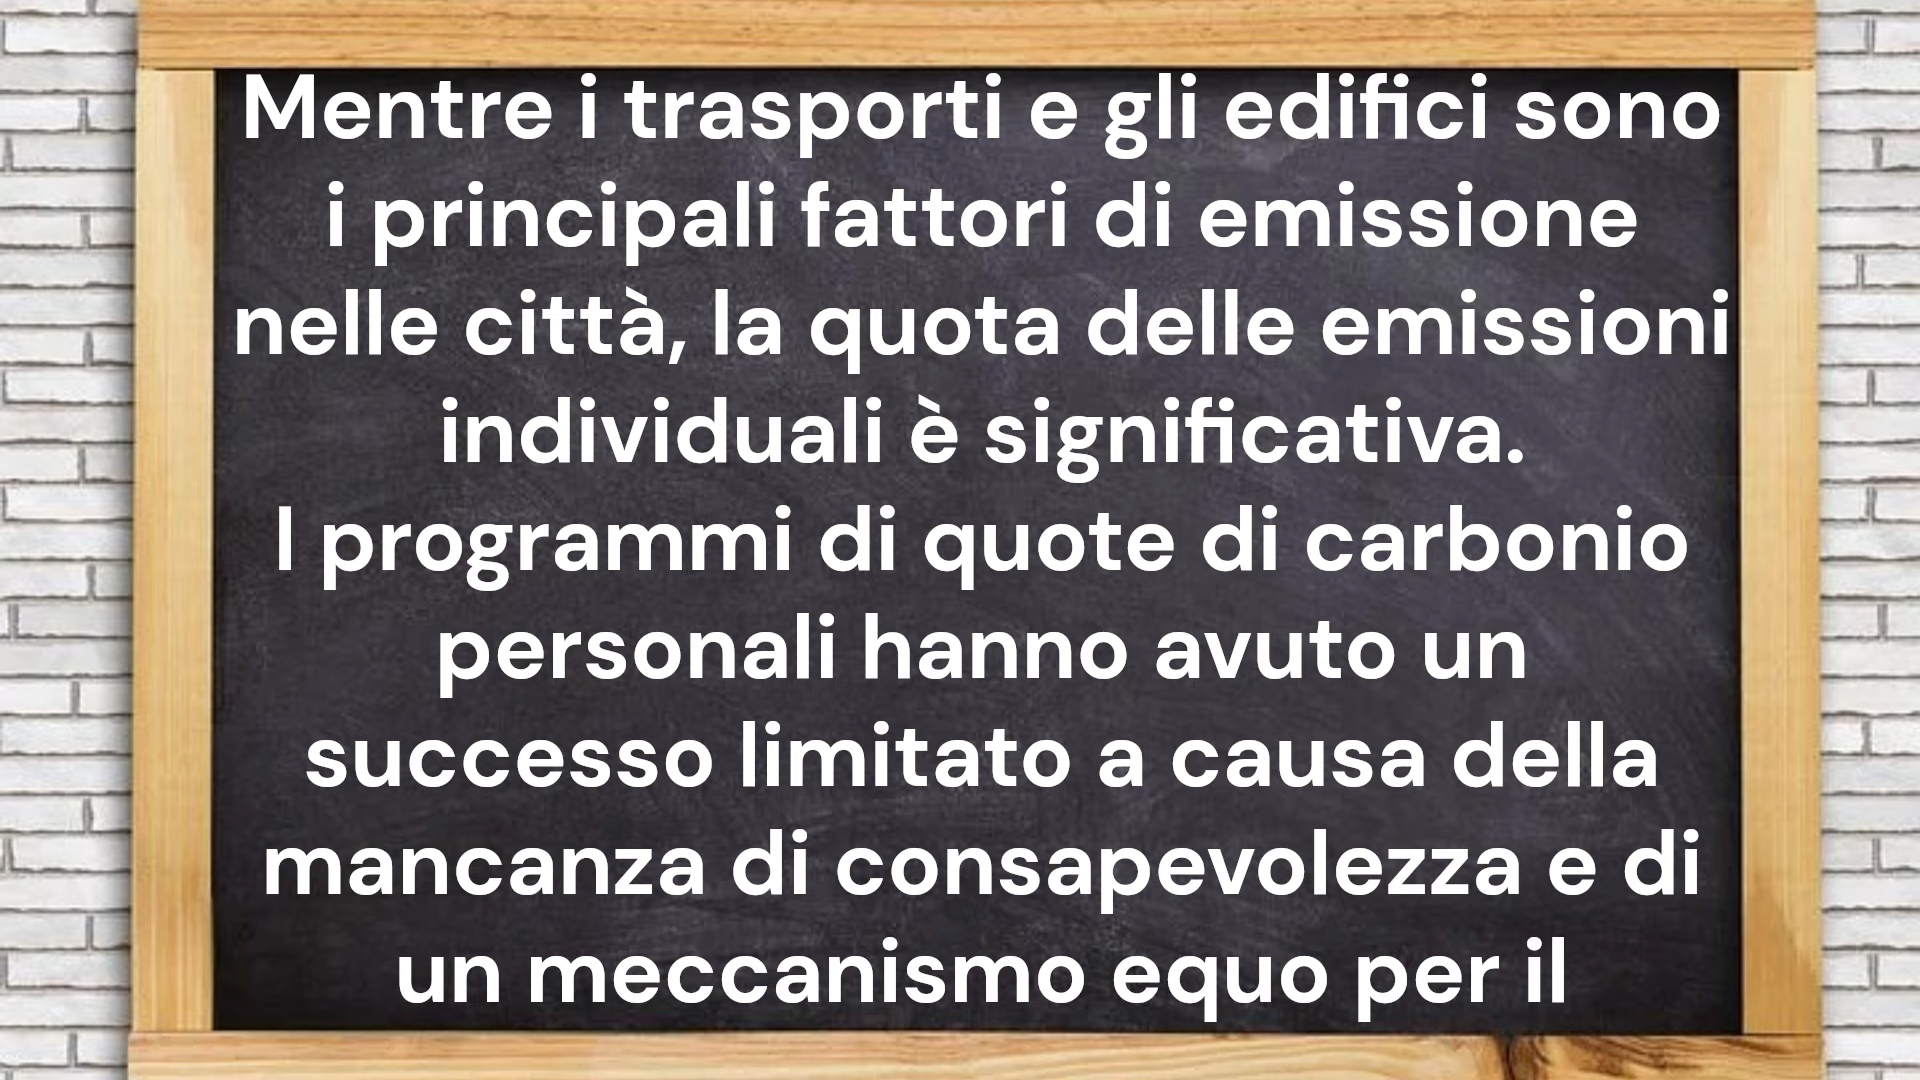 Mentre i trasporti e gli edifici sono
i principali fattori di emissione
nelle città, la quota delle emissioni
individuali è significativa.
I programmi di quote di carbonio
personali hanno avuto un
successo limitato a causa della
mancanza di consapevolezza e di
un meccanismo equo per il